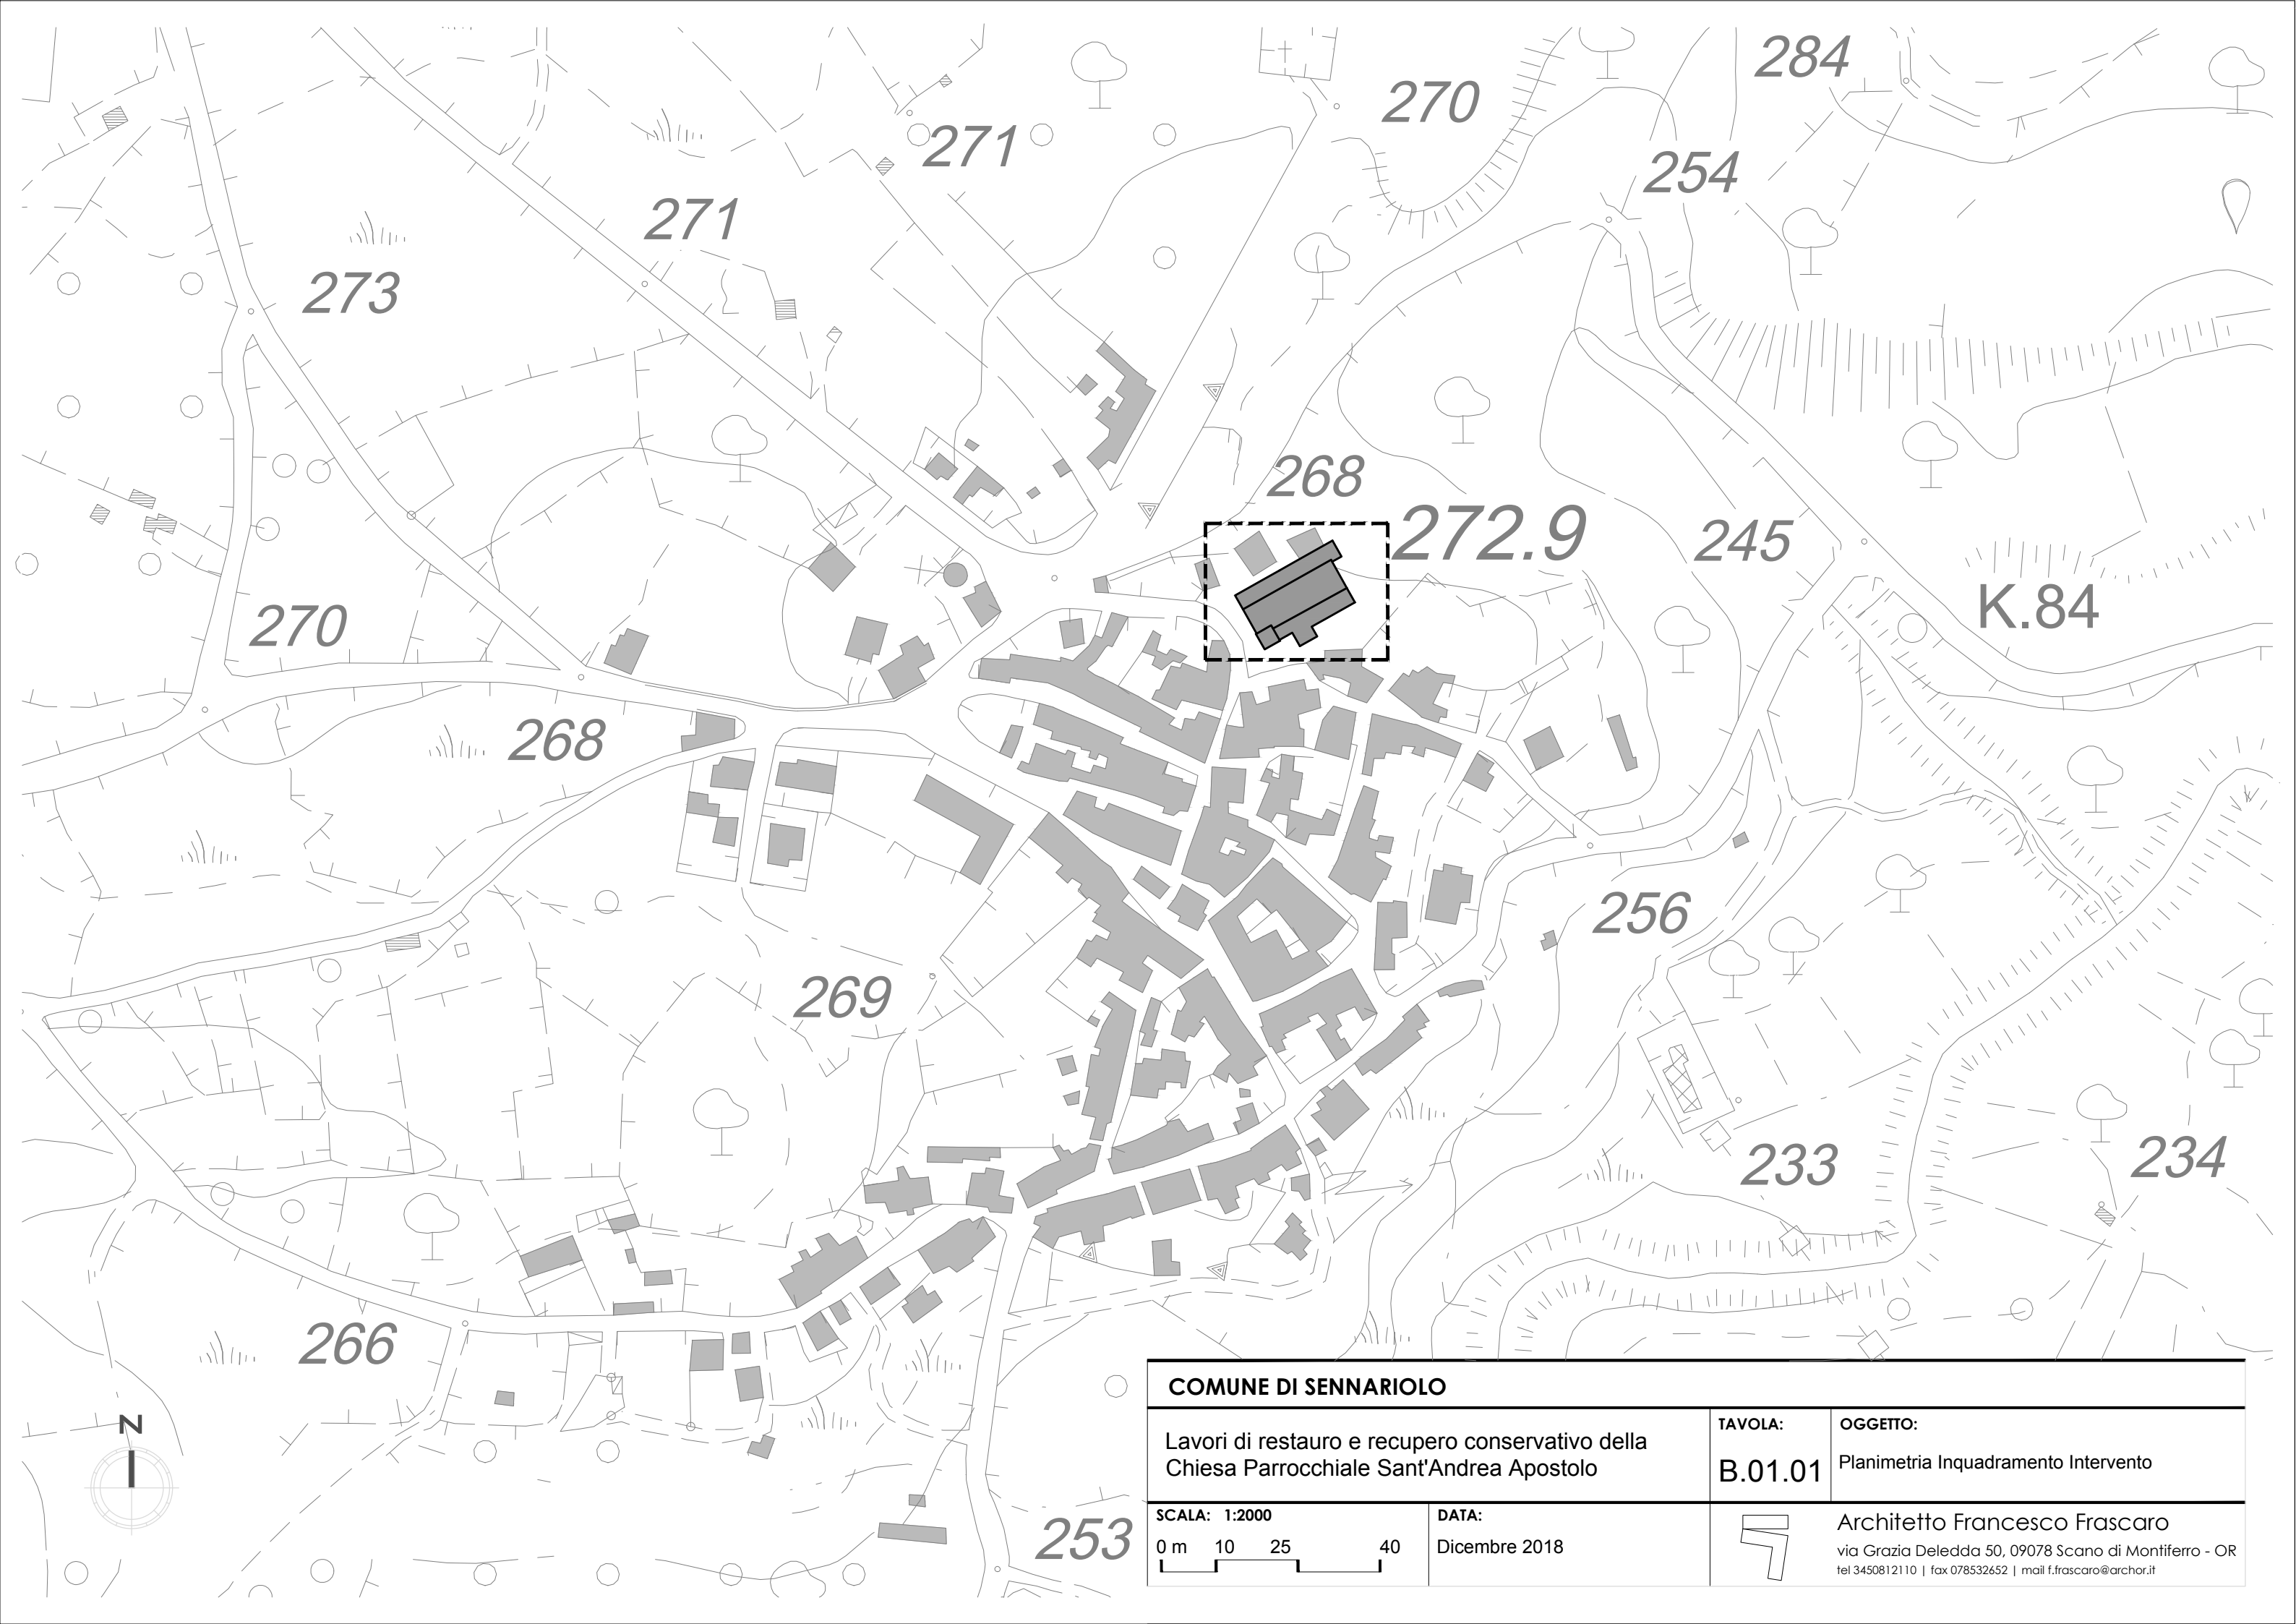 284
270
271
254
271
273
268
272.9
245
K.84
270
268
256
269
233
234
266
253
N
COMUNE DI SENNARIOLO
Lavori di restauro e recupero conservativo della
Chiesa Parrocchiale Sant'Andrea Apostolo
TAVOLA:
B.01.01
OGGETTO:
Planimetria Inquadramento Intervento
SCALA: 1:2000
0 m 10 25 40
DATA:
Dicembre 2018
Architetto Francesco Frascaro
via Grazia Deledda 50, 09078 Scano di Montiferro - OR
tel 3450812110 | fax 078532652 | mail f.frascaro@archor.it